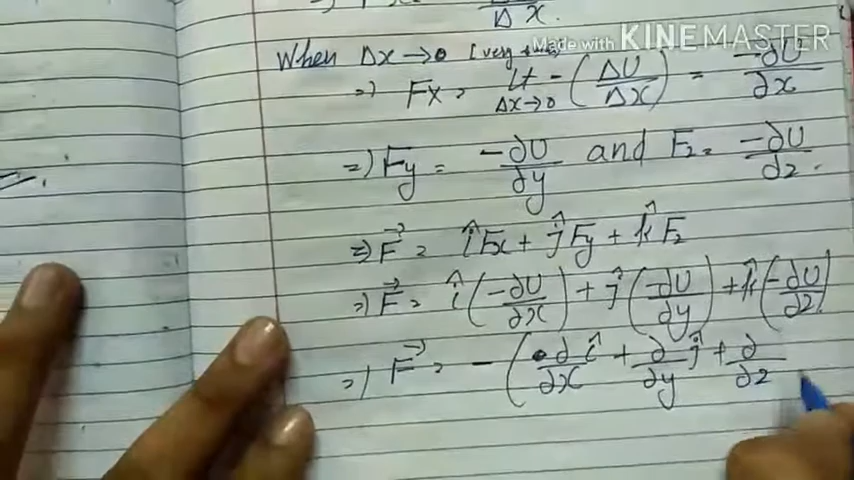 Δx.
Made with KINEMASTER
When Δx → 0 [very
=) Fx = Lt Δx→0 - (ΔU/Δx) = -∂U/∂x
=) Fy = -∂U/∂y and Fz = -∂U/∂z.
=) F⃗ = îFx + ĵFy + k̂Fz
=) F⃗ = î(-∂U/∂x) + ĵ(-∂U/∂y) + k̂(-∂U/∂z)
=) F⃗ = -(∂/∂x î + ∂/∂y ĵ + ∂/∂z